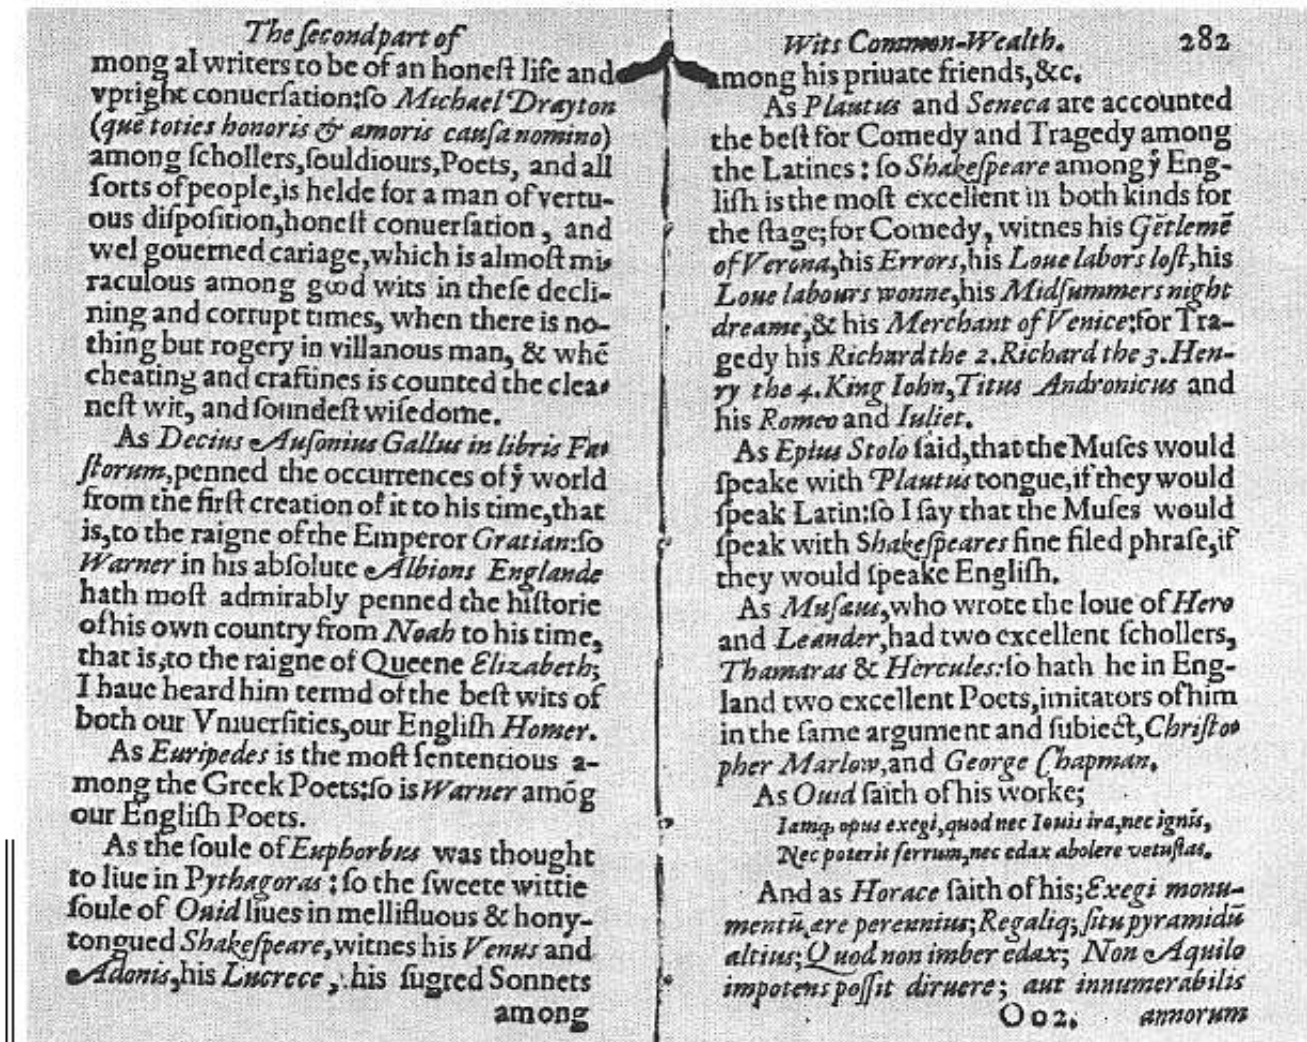 The ſecond part of
mong al writers to be of an honeſt life and
vpright conuerſation:ſo Michael Drayton
(quē toties honoris & amoris cauſa nomino)
among ſchollers,ſouldiours,Poets, and all
ſorts of people,is helde for a man of vertu-
ous diſpoſition,honeſt conuerſation , and
wel gouerned cariage,which is almoſt mi-
raculous among good wits in theſe decli-
ning and corrupt times, when there is no-
thing but rogery in villanous man, & whē
cheating and craftines is counted the clea-
neſt wit, and ſoundeſt wiſedome.
As Decius Auſonius Gallus in libris Fa-
ſtorum,penned the occurrences of ẏ world
from the firſt creation of it to his time,that
is,to the raigne of the Emperor Gratian:ſo
Warner in his abſolute Albions Englande
hath moſt admirably penned the hiſtorie
of his own country from Noah to his time,
that is,to the raigne of Queene Elizabeth;
I haue heard him termd of the beſt wits of
both our Vniuerſities,our Engliſh Homer.
As Euripedes is the moſt ſententious a-
mong the Greek Poets:ſo is Warner amōg
our Engliſh Poets.
As the ſoule of Euphorbus was thought
to liue in Pythagoras : ſo the ſweete wittie
ſoule of Ouid liues in mellifluous & hony-
tongued Shakeſpeare,witnes his Venus and
Adonis,his Lucrece , his ſugred Sonnets
among
Wits Common-Wealth. 282
among his priuate friends,&c.
As Plautus and Seneca are accounted
the beſt for Comedy and Tragedy among
the Latines : ſo Shakeſpeare among ẏ Eng-
liſh is the moſt excellent in both kinds for
the ſtage;for Comedy, witnes his Gētlemē
of Verona,his Errors,his Loue labors loſt,his
Loue labours wonne,his Midſummers night
dreame,& his Merchant of Venice:for Tra-
gedy his Richard the 2.Richard the 3.Hen-
ry the 4.King Iohn,Titus Andronicus and
his Romeo and Iuliet.
As Epius Stolo ſaid,that the Muſes would
ſpeake with Plautus tongue,if they would
ſpeak Latin:ſo I ſay that the Muſes would
ſpeak with Shakeſpeares fine filed phraſe,if
they would ſpeake Engliſh.
As Muſæus,who wrote the loue of Hero
and Leander,had two excellent ſchollers,
Thamaras & Hercules:ſo hath he in Eng-
land two excellent Poets,imitators of him
in the ſame argument and ſubiect,Chriſto-
pher Marlow,and George Chapman.
As Ouid ſaith of his worke;
Iamq. opus exegi,quod nec Iouis ira,nec ignis,
Nec poterit ferrum,nec edax abolere vetuſtas.
And as Horace ſaith of his;Exegi monu-
mentū ære perennius;Regaliq; ſitu pyramidū
altius;Quod non imber edax; Non Aquilo
impotens poſſit diruere; aut innumerabilis
Oo2. annorum